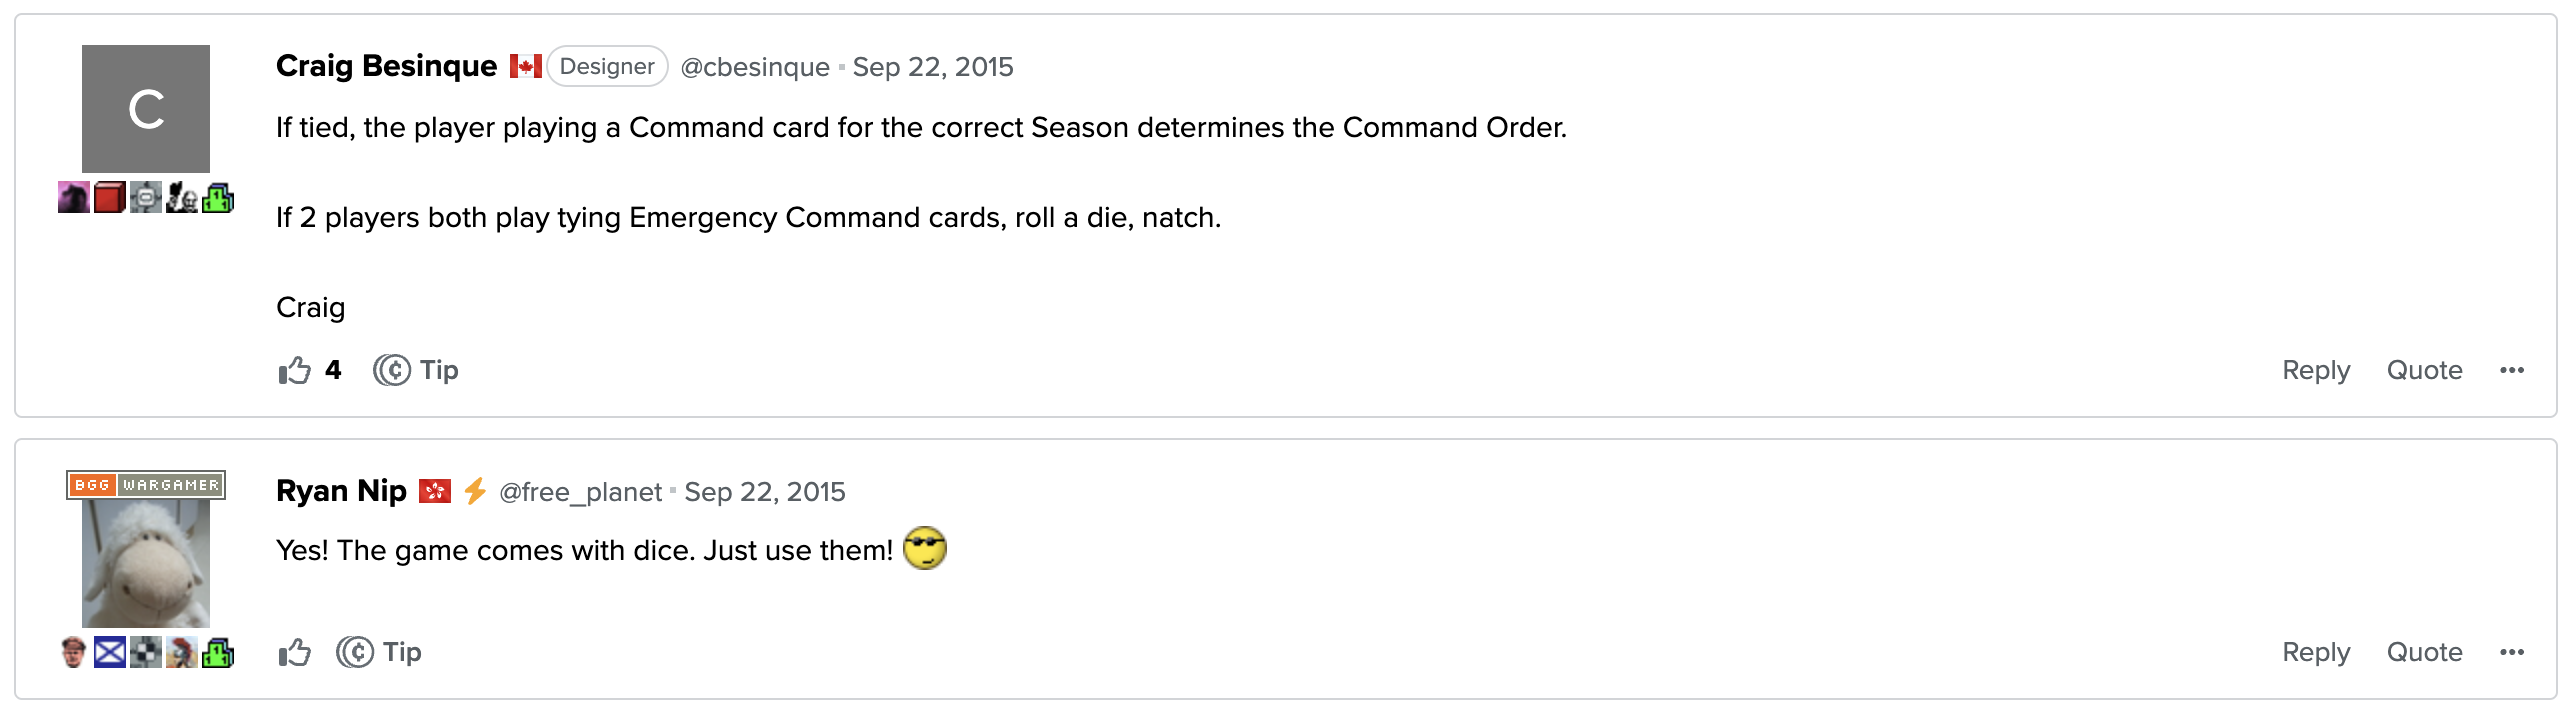 C
Craig Besinque Designer @cbesinque Sep 22, 2015
If tied, the player playing a Command card for the correct Season determines the Command Order.
If 2 players both play tying Emergency Command cards, roll a die, natch.
Craig
4 Tip Reply Quote •••
BGG WARGAMER
Ryan Nip @free_planet Sep 22, 2015
Yes! The game comes with dice. Just use them!
Tip Reply Quote •••